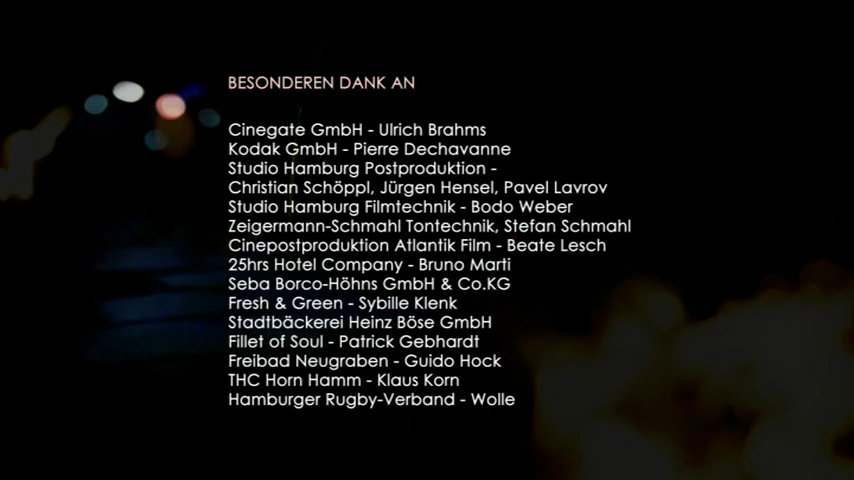 BESONDEREN DANK AN
Cinegate GmbH - Ulrich Brahms
Kodak GmbH - Pierre Dechavanne
Studio Hamburg Postproduktion -
Christian Schöppl, Jürgen Hensel, Pavel Lavrov
Studio Hamburg Filmtechnik - Bodo Weber
Zeigermann-Schmahl Tontechnik, Stefan Schmahl
Cinepostproduktion Atlantik Film - Beate Lesch
25hrs Hotel Company - Bruno Marti
Seba Borco-Höhns GmbH & Co.KG
Fresh & Green - Sybille Klenk
Stadtbäckerei Heinz Böse GmbH
Fillet of Soul - Patrick Gebhardt
Freibad Neugraben - Guido Hock
THC Horn Hamm - Klaus Korn
Hamburger Rugby-Verband - Wolle